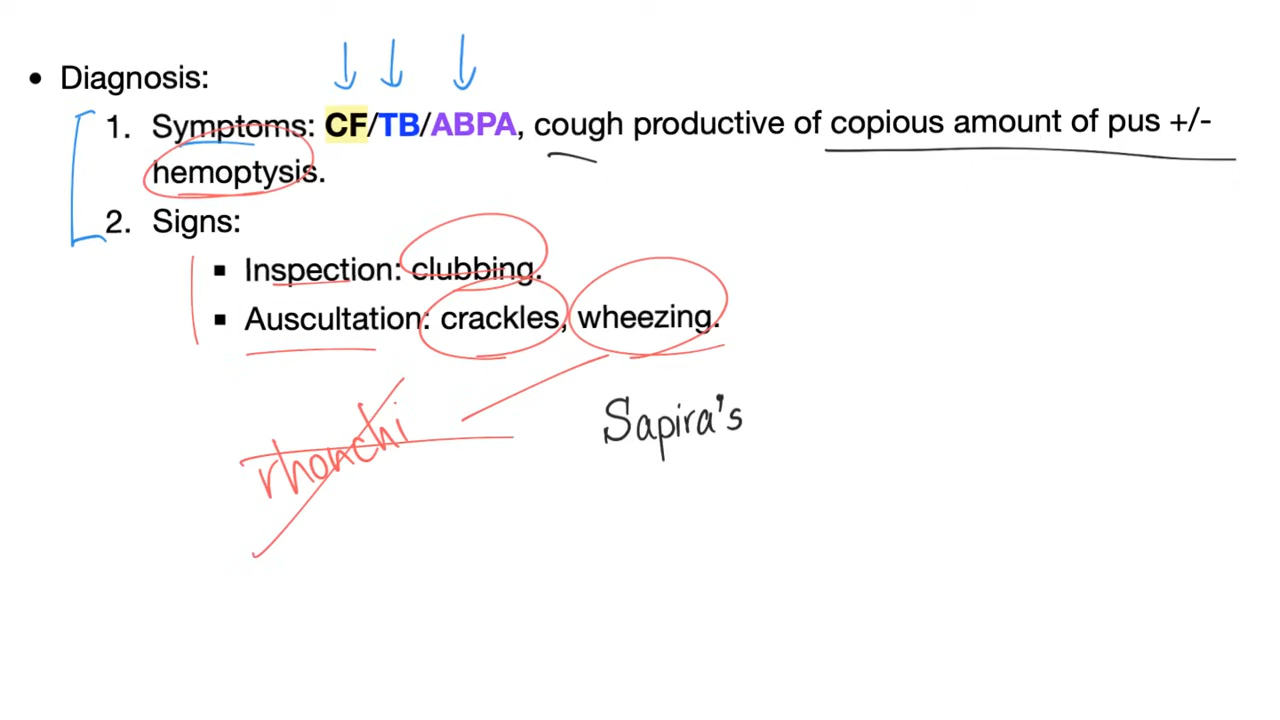 • Diagnosis:
1. Symptoms: CF/TB/ABPA, cough productive of copious amount of pus +/-
hemoptysis.
2. Signs:
▪ Inspection: clubbing.
▪ Auscultation: crackles, wheezing.
rhonchi
Sapira's